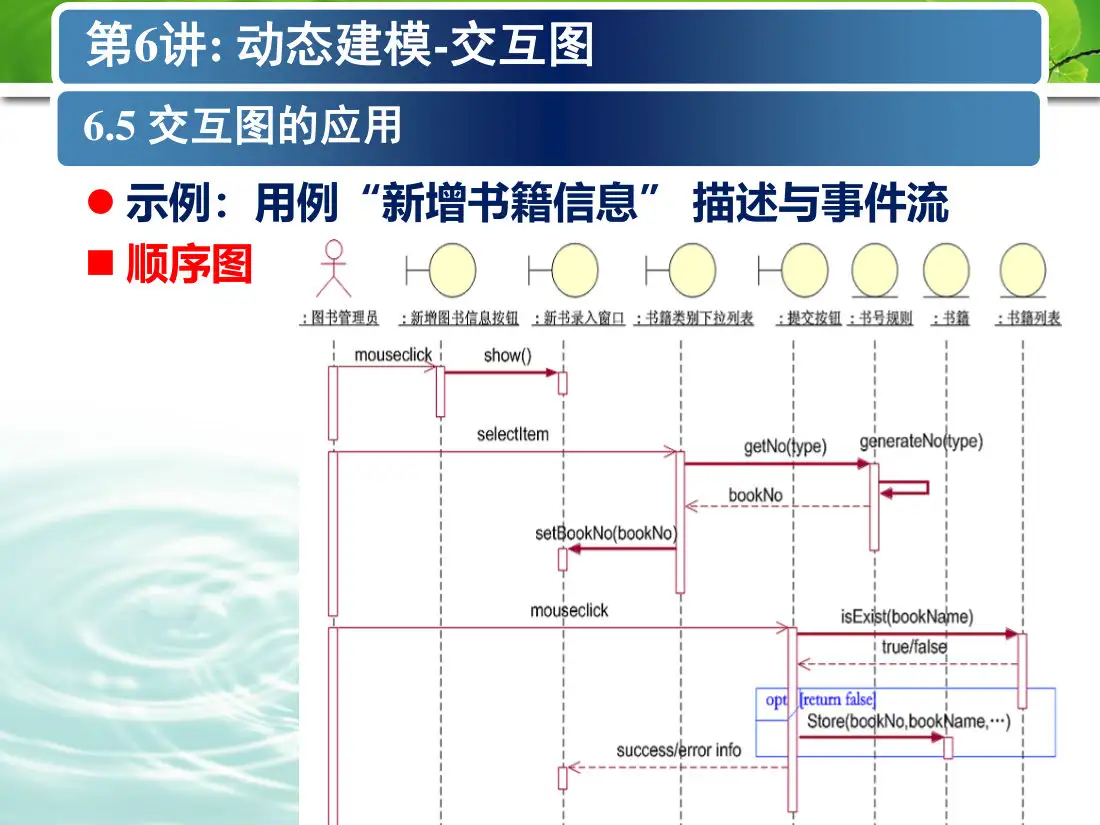 第6讲: 动态建模-交互图
6.5 交互图的应用
示例：用例“新增书籍信息” 描述与事件流
顺序图
: 图书管理员
: 新增图书信息按钮
: 新书录入窗口
: 书籍类别下拉列表
: 提交按钮
: 书号规则
: 书籍
: 书籍列表
mouseclick
show()
selectItem
getNo(type)
generateNo(type)
bookNo
setBookNo(bookNo)
mouseclick
isExist(bookName)
true/false
opt [return false]
Store(bookNo,bookName,…)
success/error info